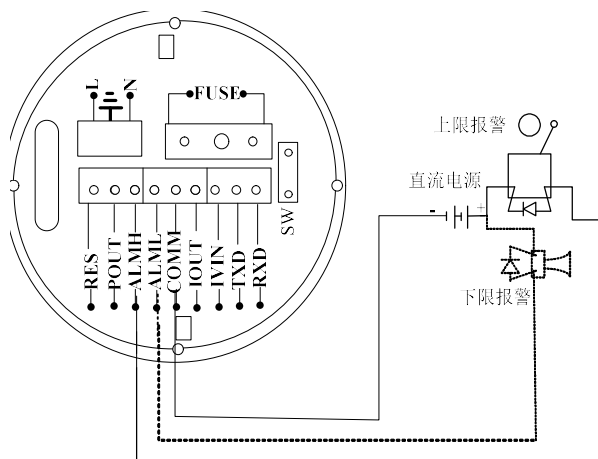 L
N
FUSE
上限报警
直流电源
-
+
SW
RES
POUT
ALMH
ALML
COMM
IOUT
IVIN
TXD
RXD
下限报警